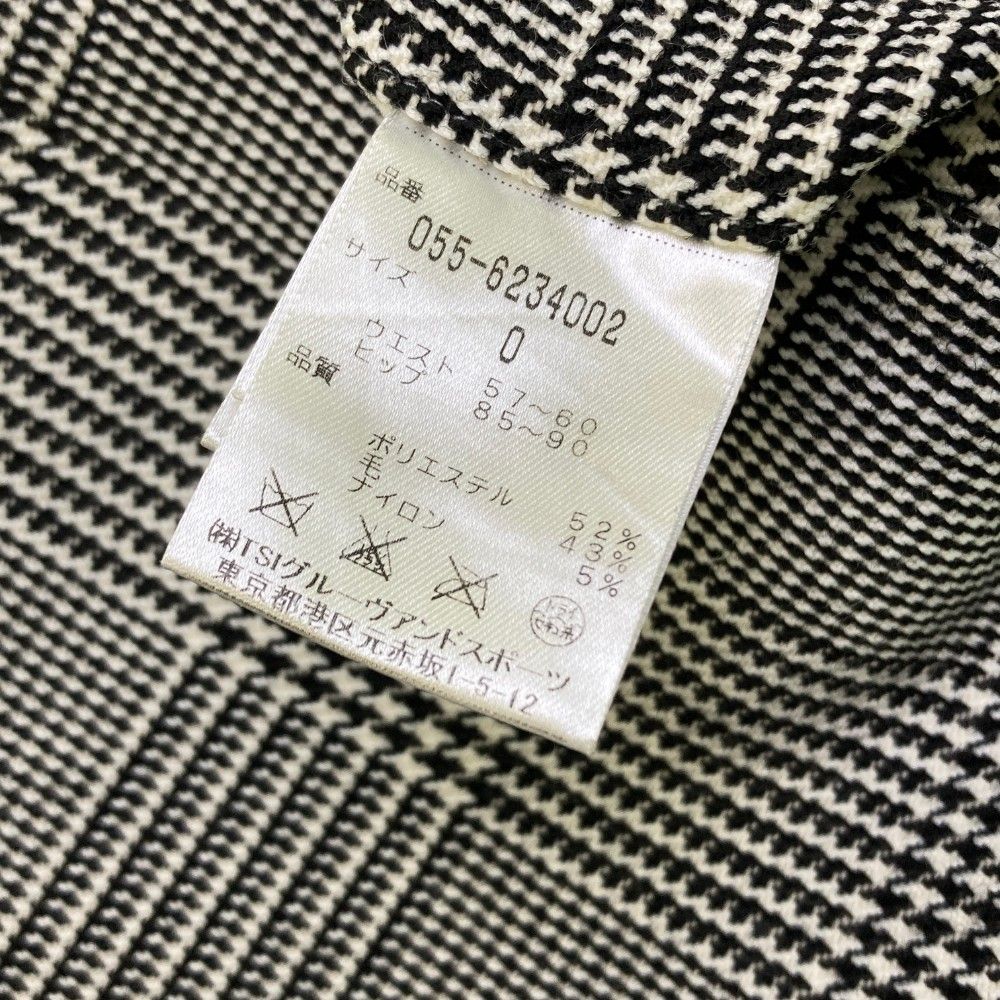 品番
055-6234002
サイズ
0
ウエスト 57～60
ヒップ 85～90
品質
ポリエステル 52%
毛 43%
ナイロン 5%
㈱TSIグルーヴアンドスポーツ
東京都港区元赤坂1-5-12